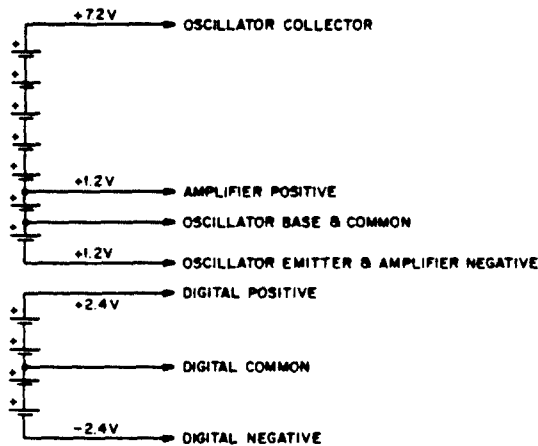 +7.2V OSCILLATOR COLLECTOR
+
+
+
+
+
+1.2V AMPLIFIER POSITIVE
+
OSCILLATOR BASE & COMMON
+
+1.2V OSCILLATOR EMITTER & AMPLIFIER NEGATIVE
DIGITAL POSITIVE
+2.4V
+
+
DIGITAL COMMON
+
+
-2.4V
DIGITAL NEGATIVE